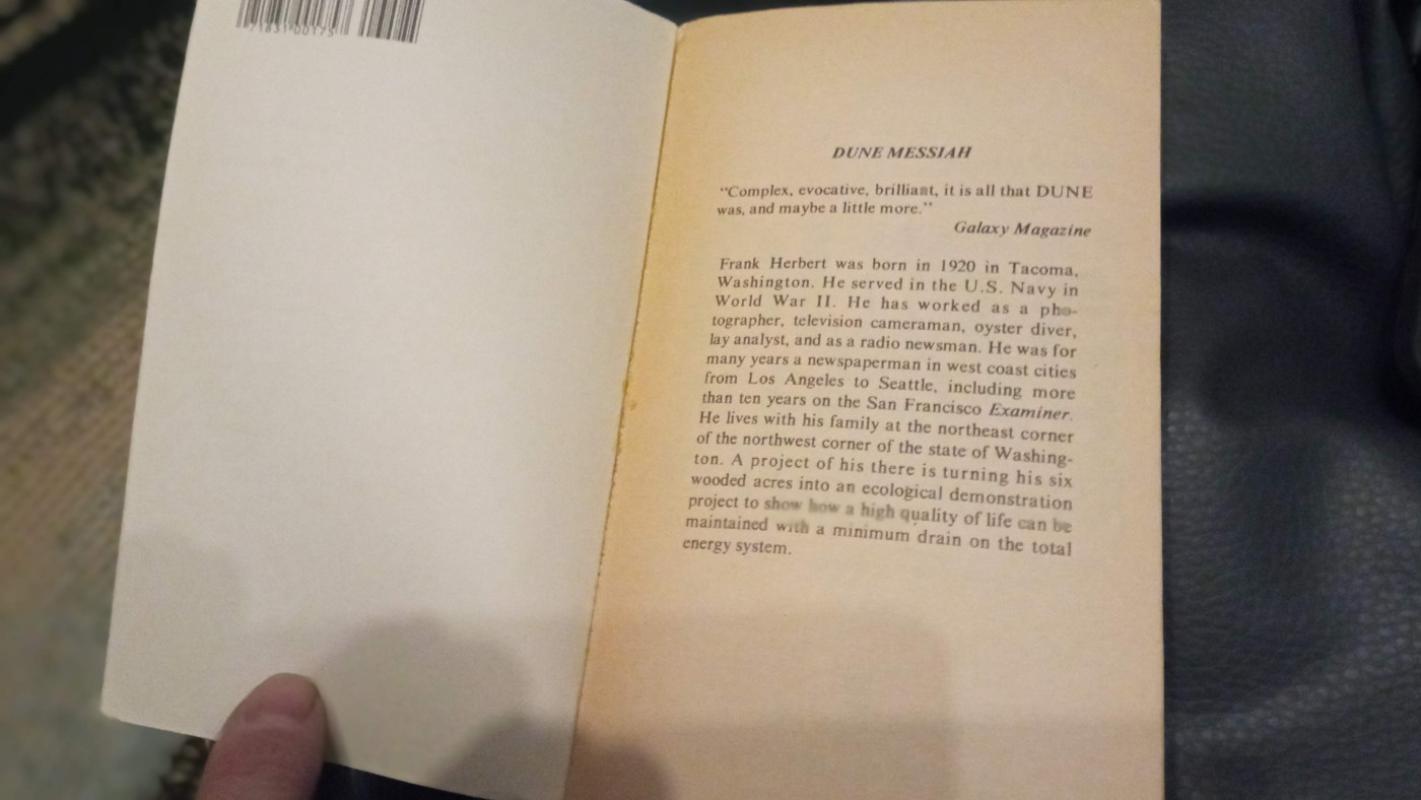 DUNE MESSIAH
"Complex, evocative, brilliant, it is all that DUNE
was, and maybe a little more."
Galaxy Magazine
Frank Herbert was born in 1920 in Tacoma,
Washington. He served in the U.S. Navy in
World War II. He has worked as a pho-
tographer, television cameraman, oyster diver,
lay analyst, and as a radio newsman. He was for
many years a newspaperman in west coast cities
from Los Angeles to Seattle, including more
than ten years on the San Francisco Examiner.
He lives with his family at the northeast corner
of the northwest corner of the state of Washing-
ton. A project of his there is turning his six
wooded acres into an ecological demonstration
project to show how a high quality of life can be
maintained with a minimum drain on the total
energy system.